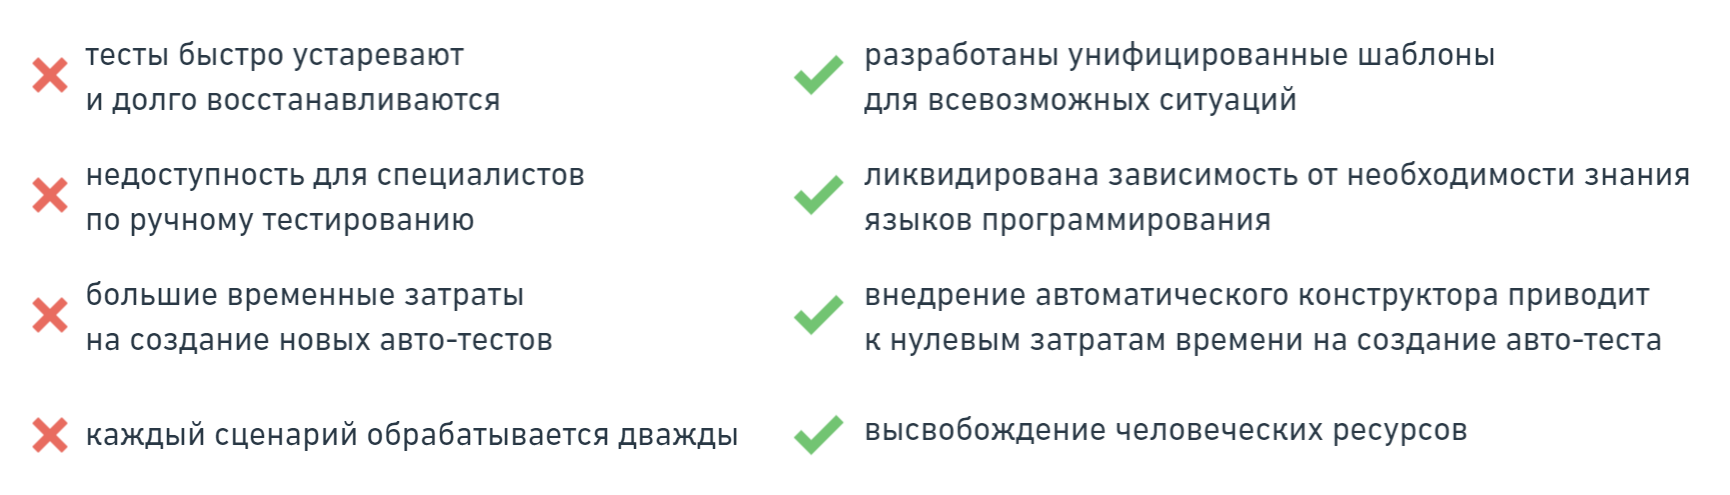 тесты быстро устаревают
и долго восстанавливаются
недоступность для специалистов
по ручному тестированию
большие временные затраты
на создание новых авто-тестов
каждый сценарий обрабатывается дважды
разработаны унифицированные шаблоны
для всевозможных ситуаций
ликвидирована зависимость от необходимости знания
языков программирования
внедрение автоматического конструктора приводит
к нулевым затратам времени на создание авто-теста
высвобождение человеческих ресурсов